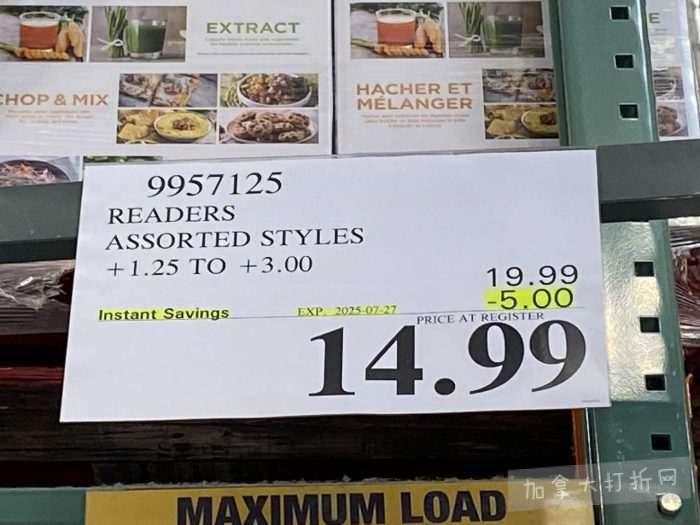 EXTRACT
CHOP & MIX
HACHER ET
MÉLANGER
9957125
READERS
ASSORTED STYLES
+1.25 TO +3.00
19.99
-5.00
Instant Savings EXP. 2025-07-27
PRICE AT REGISTER
14.99
MAXIMUM LOAD
加拿大打折网